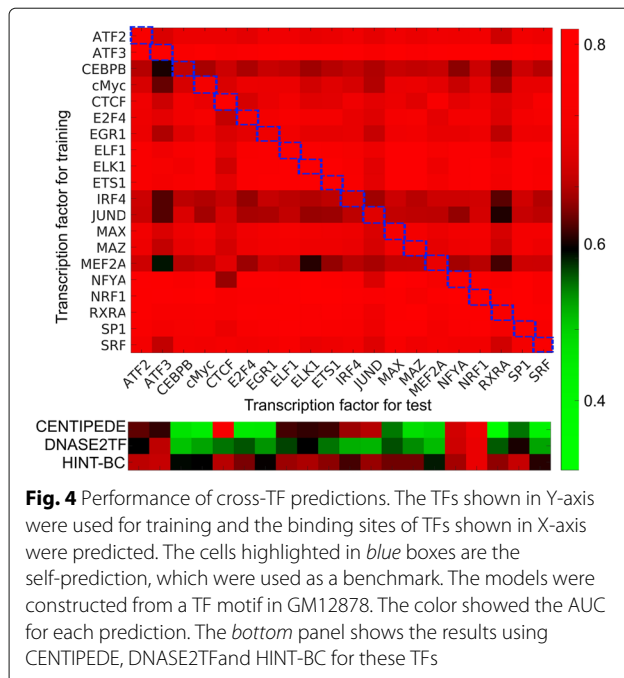 ATF2
ATF3
CEBPB
cMyc
CTCF
E2F4
EGR1
ELF1
ELK1
ETS1
IRF4
JUND
MAX
MAZ
MEF2A
NFYA
NRF1
RXRA
SP1
SRF
Transcription factor for training
0.8
0.6
0.4
ATF2 ATF3 CEBPB cMyc CTCF E2F4 EGR1 ELF1 ELK1 ETS1 IRF4 JUND MAX MAZ MEF2A NFYA NRF1 RXRA SP1 SRF
Transcription factor for test
CENTIPEDE
DNASE2TF
HINT-BC
Fig. 4 Performance of cross-TF predictions. The TFs shown in Y-axis
were used for training and the binding sites of TFs shown in X-axis
were predicted. The cells highlighted in blue boxes are the
self-prediction, which were used as a benchmark. The models were
constructed from a TF motif in GM12878. The color showed the AUC
for each prediction. The bottom panel shows the results using
CENTIPEDE, DNASE2TFand HINT-BC for these TFs